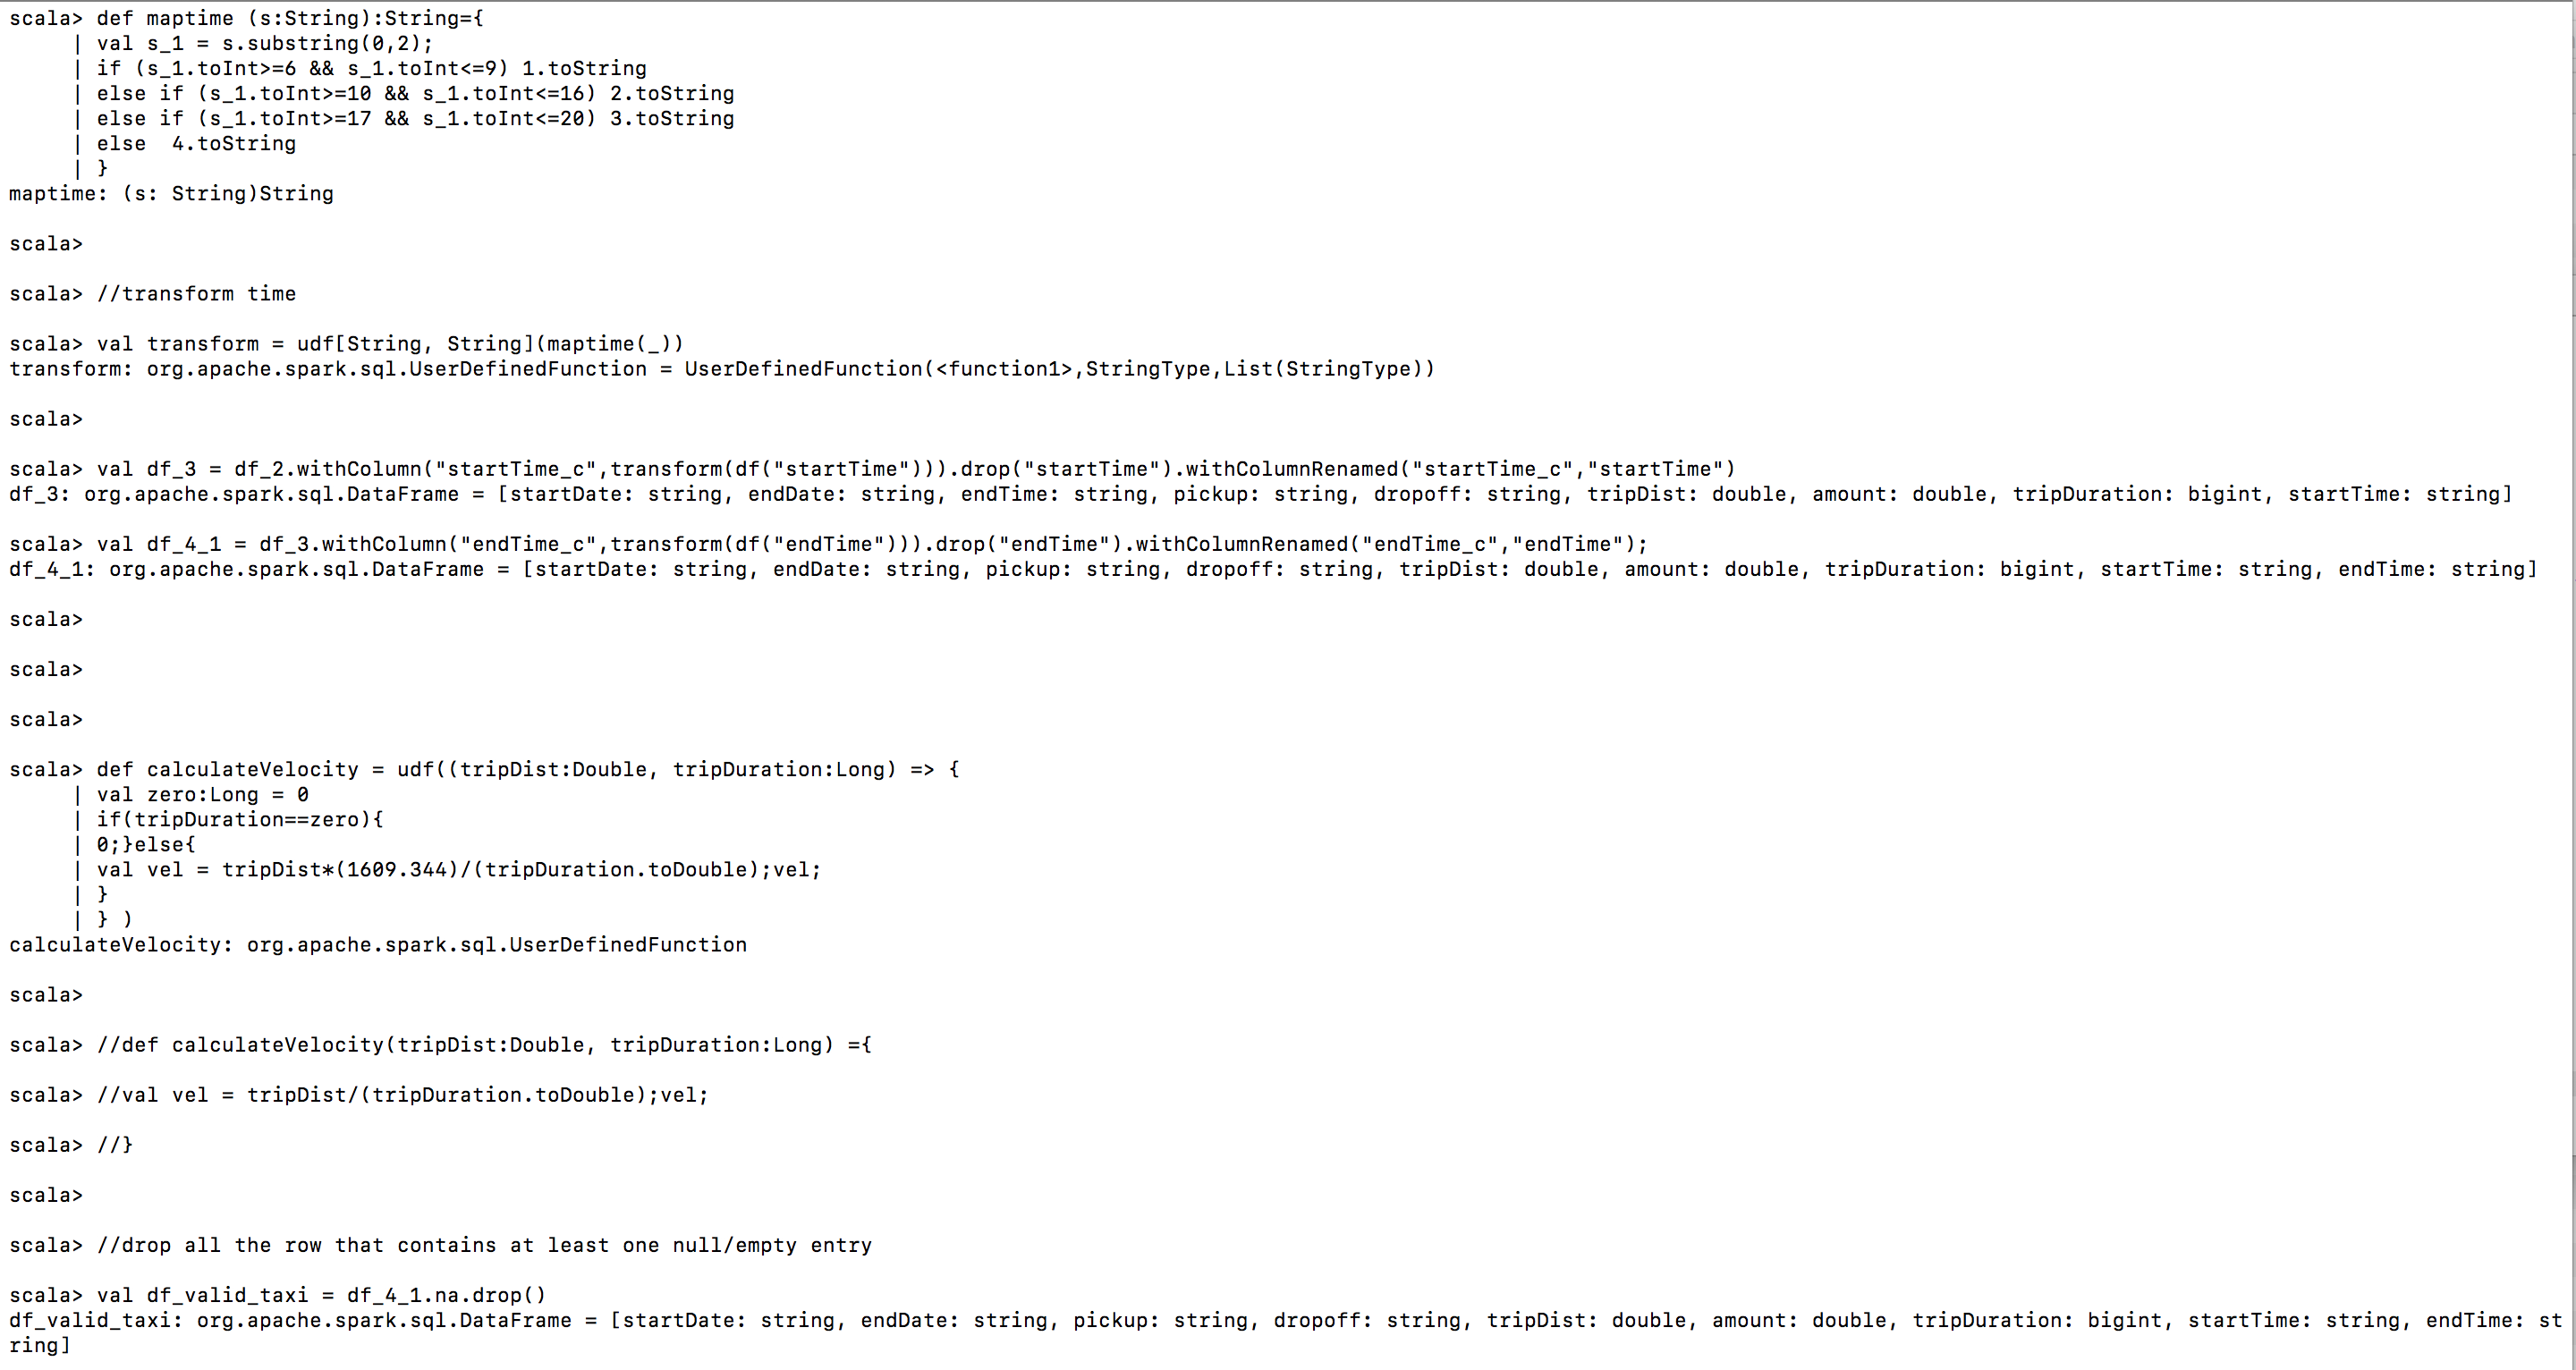 scala> def maptime (s:String):String={
     | val s_1 = s.substring(0,2);
     | if (s_1.toInt>=6 && s_1.toInt<=9) 1.toString
     | else if (s_1.toInt>=10 && s_1.toInt<=16) 2.toString
     | else if (s_1.toInt>=17 && s_1.toInt<=20) 3.toString
     | else  4.toString
     | }
maptime: (s: String)String

scala>

scala> //transform time

scala> val transform = udf[String, String](maptime(_))
transform: org.apache.spark.sql.UserDefinedFunction = UserDefinedFunction(<function1>,StringType,List(StringType))

scala>

scala> val df_3 = df_2.withColumn("startTime_c",transform(df("startTime"))).drop("startTime").withColumnRenamed("startTime_c","startTime")
df_3: org.apache.spark.sql.DataFrame = [startDate: string, endDate: string, endTime: string, pickup: string, dropoff: string, tripDist: double, amount: double, tripDuration: bigint, startTime: string]

scala> val df_4_1 = df_3.withColumn("endTime_c",transform(df("endTime"))).drop("endTime").withColumnRenamed("endTime_c","endTime");
df_4_1: org.apache.spark.sql.DataFrame = [startDate: string, endDate: string, pickup: string, dropoff: string, tripDist: double, amount: double, tripDuration: bigint, startTime: string, endTime: string]

scala>

scala>

scala>

scala> def calculateVelocity = udf((tripDist:Double, tripDuration:Long) => {
     | val zero:Long = 0
     | if(tripDuration==zero){
     | 0;}else{
     | val vel = tripDist*(1609.344)/(tripDuration.toDouble);vel;
     | }
     | } )
calculateVelocity: org.apache.spark.sql.UserDefinedFunction

scala>

scala> //def calculateVelocity(tripDist:Double, tripDuration:Long) ={

scala> //val vel = tripDist/(tripDuration.toDouble);vel;

scala> //}

scala>

scala> //drop all the row that contains at least one null/empty entry

scala> val df_valid_taxi = df_4_1.na.drop()
df_valid_taxi: org.apache.spark.sql.DataFrame = [startDate: string, endDate: string, pickup: string, dropoff: string, tripDist: double, amount: double, tripDuration: bigint, startTime: string, endTime: st
ring]